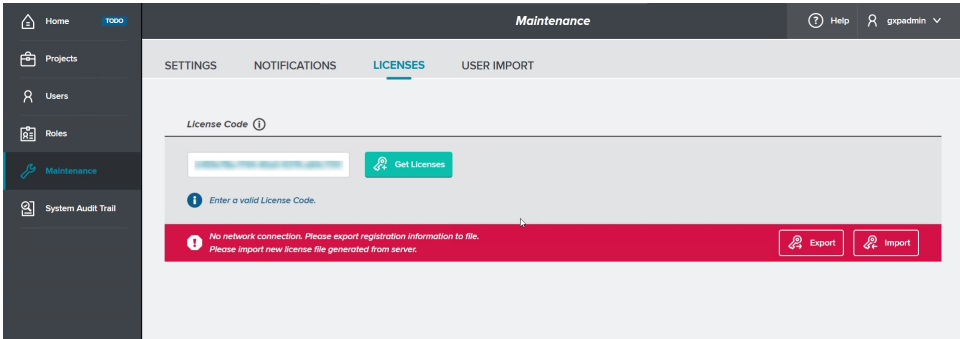 Home
TODO
Maintenance
Help
gxpadmin
Projects
Users
Roles
Maintenance
System Audit Trail
SETTINGS
NOTIFICATIONS
LICENSES
USER IMPORT
License Code
Get Licenses
Enter a valid License Code.
No network connection. Please export registration information to file.
Please import new license file generated from server.
Export
Import